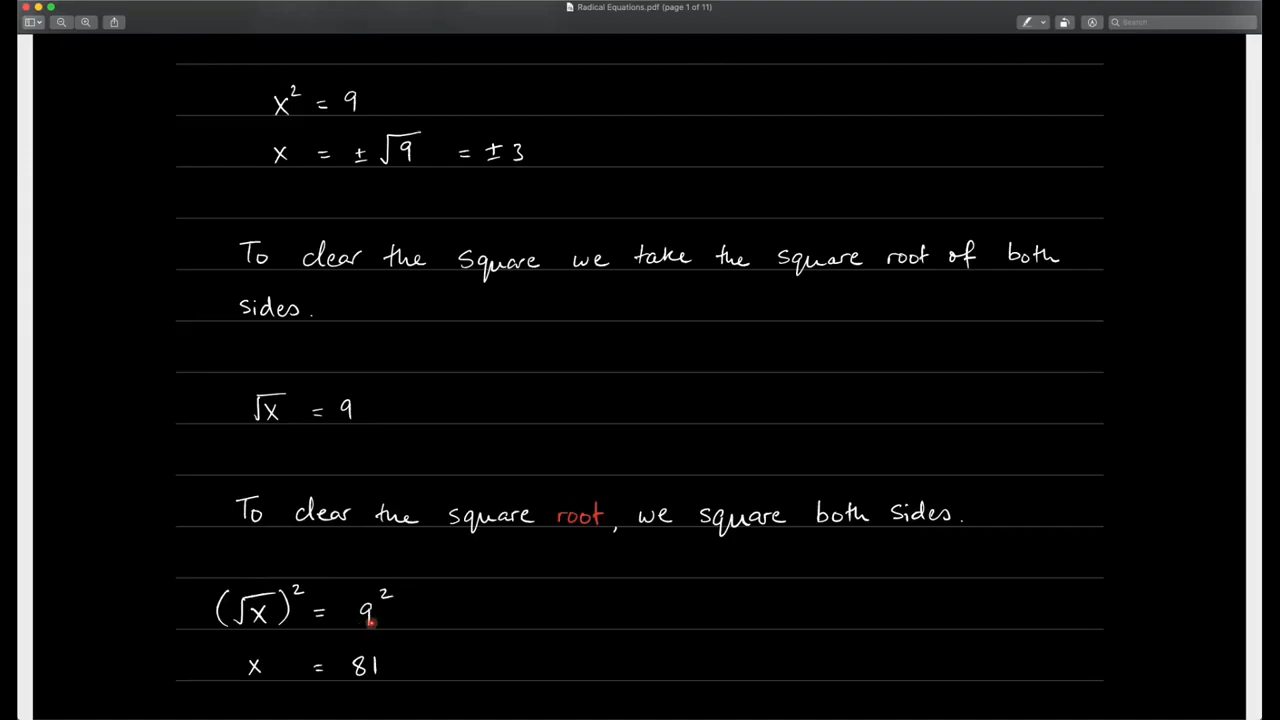 Radical Equations.pdf (page 1 of 11)
Search
x² = 9
x = ± √9 = ± 3
To clear the square we take the square root of both
sides.
√x = 9
To clear the square root, we square both sides.
(√x)² = 9²
x = 81